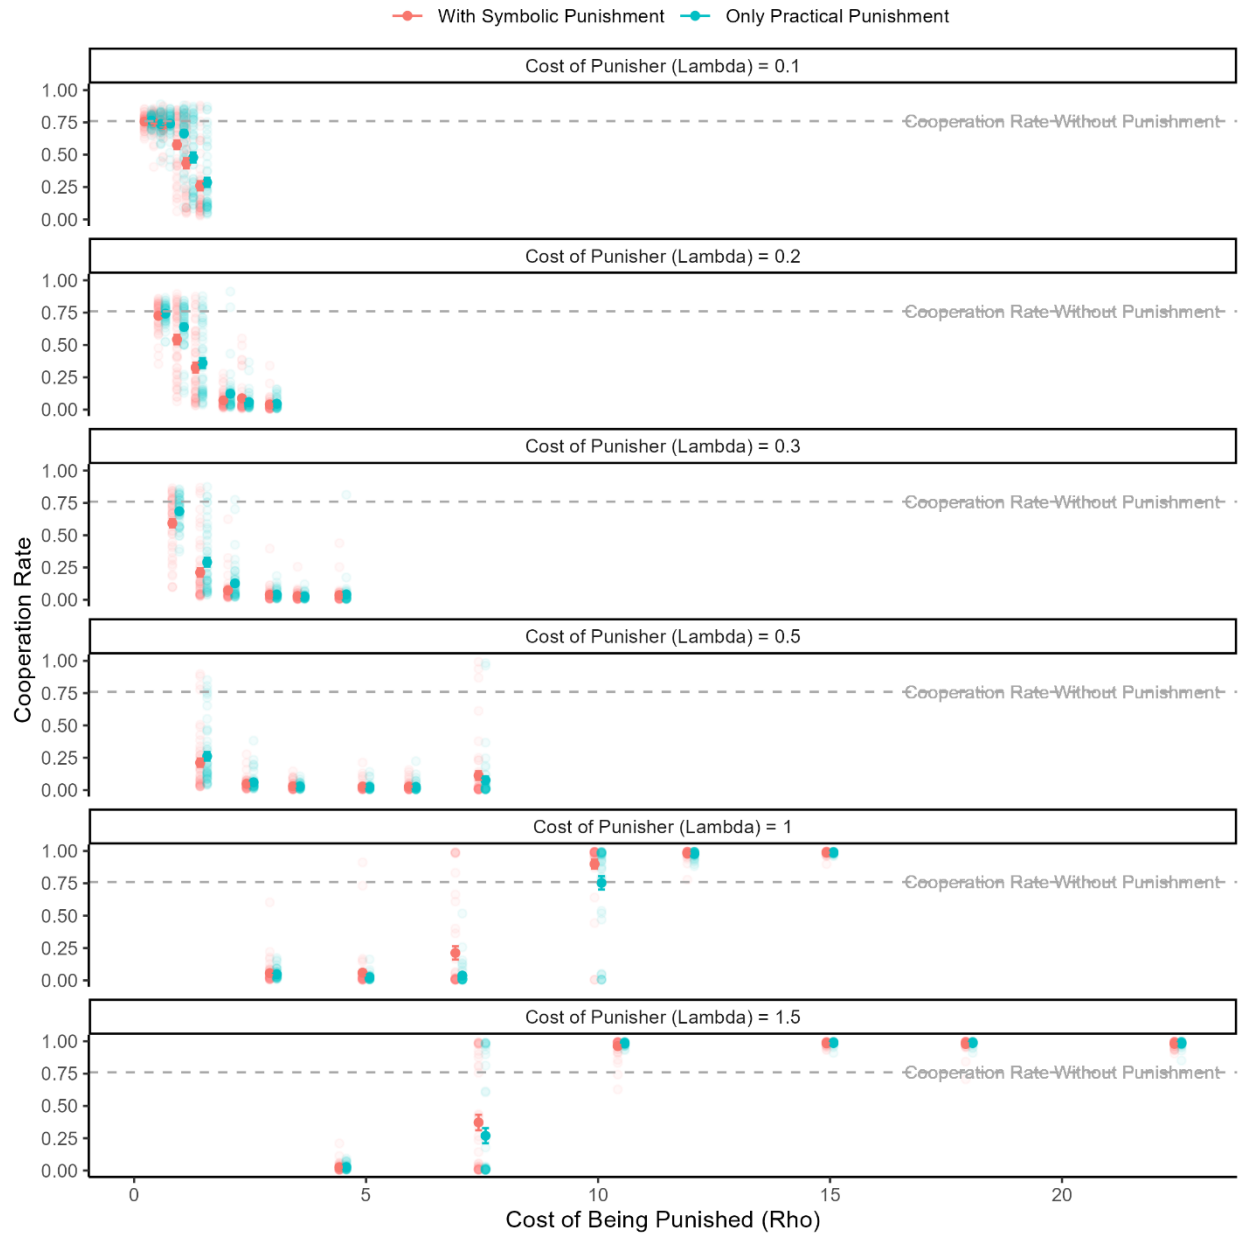 With Symbolic Punishment Only Practical Punishment
Cost of Punisher (Lambda) = 0.1
1.00
0.75
Cooperation Rate Without Punishment
0.50
0.25
0.00
Cost of Punisher (Lambda) = 0.2
1.00
0.75
Cooperation Rate Without Punishment
0.50
0.25
0.00
Cost of Punisher (Lambda) = 0.3
1.00
0.75
Cooperation Rate Without Punishment
0.50
0.25
0.00
Cooperation Rate
Cost of Punisher (Lambda) = 0.5
1.00
0.75
Cooperation Rate Without Punishment
0.50
0.25
0.00
Cost of Punisher (Lambda) = 1
1.00
0.75
Cooperation Rate Without Punishment
0.50
0.25
0.00
Cost of Punisher (Lambda) = 1.5
1.00
0.75
Cooperation Rate Without Punishment
0.50
0.25
0.00
0 5 10 15 20
Cost of Being Punished (Rho)